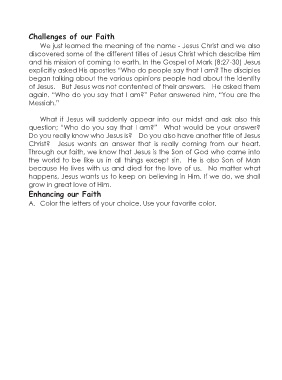 Challenges of our Faith
We just learned the meaning of the name - Jesus Christ and we also
discovered some of the different titles of Jesus Christ which describe Him
and his mission of coming to earth. In the Gospel of Mark (8:27-30) Jesus
explicitly asked His apostles "Who do people say that I am? The disciples
began talking about the various opinions people had about the identity
of Jesus. But Jesus was not contented of their answers. He asked them
again, "Who do you say that I am?" Peter answered him, "You are the
Messiah."
What if Jesus will suddenly appear into our midst and ask also this
question: "Who do you say that I am?" What would be your answer?
Do you really know who Jesus is? Do you also have another title of Jesus
Christ? Jesus wants an answer that is really coming from our heart.
Through our faith, we know that Jesus is the Son of God who came into
the world to be like us in all things except sin. He is also Son of Man
because He lives with us and died for the love of us. No matter what
happens, Jesus wants us to keep on believing in Him. If we do, we shall
grow in great love of Him.
Enhancing our Faith
A. Color the letters of your choice. Use your favorite color.